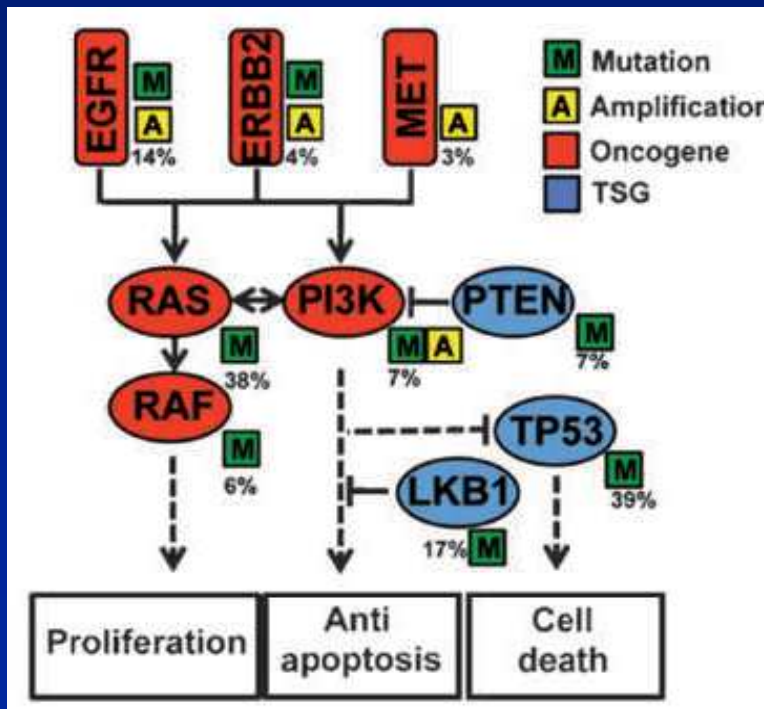 EGFR
M
A
14%
ERBB2
M
A
4%
MET
A
3%
M Mutation
A Amplification
Oncogene
TSG
RAS
M
38%
PI3K
M A
7%
PTEN
M
7%
RAF
M
6%
TP53
M
39%
LKB1
17% M
Proliferation
Anti
apoptosis
Cell
death